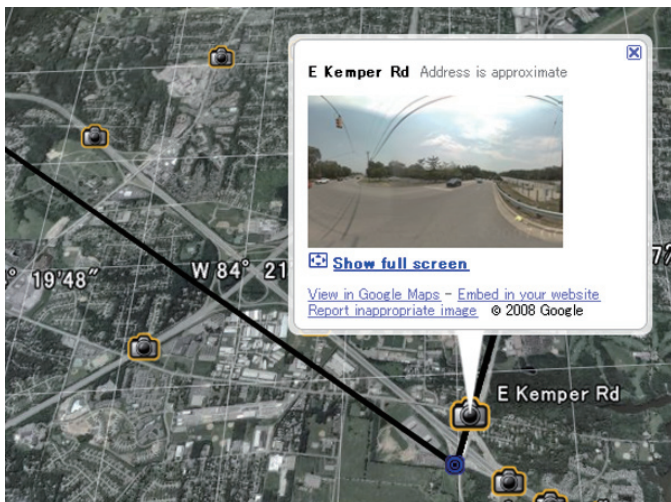 E Kemper Rd Address is approximate
Show full screen
View in Google Maps - Embed in your website
Report inappropriate image © 2008 Google
19'48"
W 84° 21
E Kemper Rd